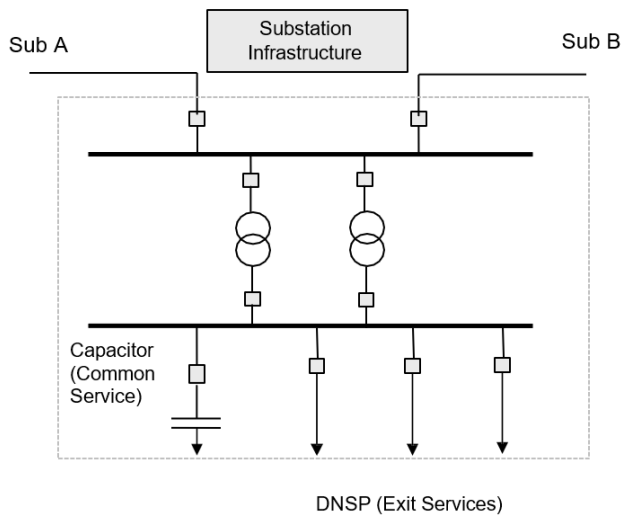 Substation
Infrastructure
Sub A
Sub B
Capacitor
(Common
Service)
DNSP (Exit Services)